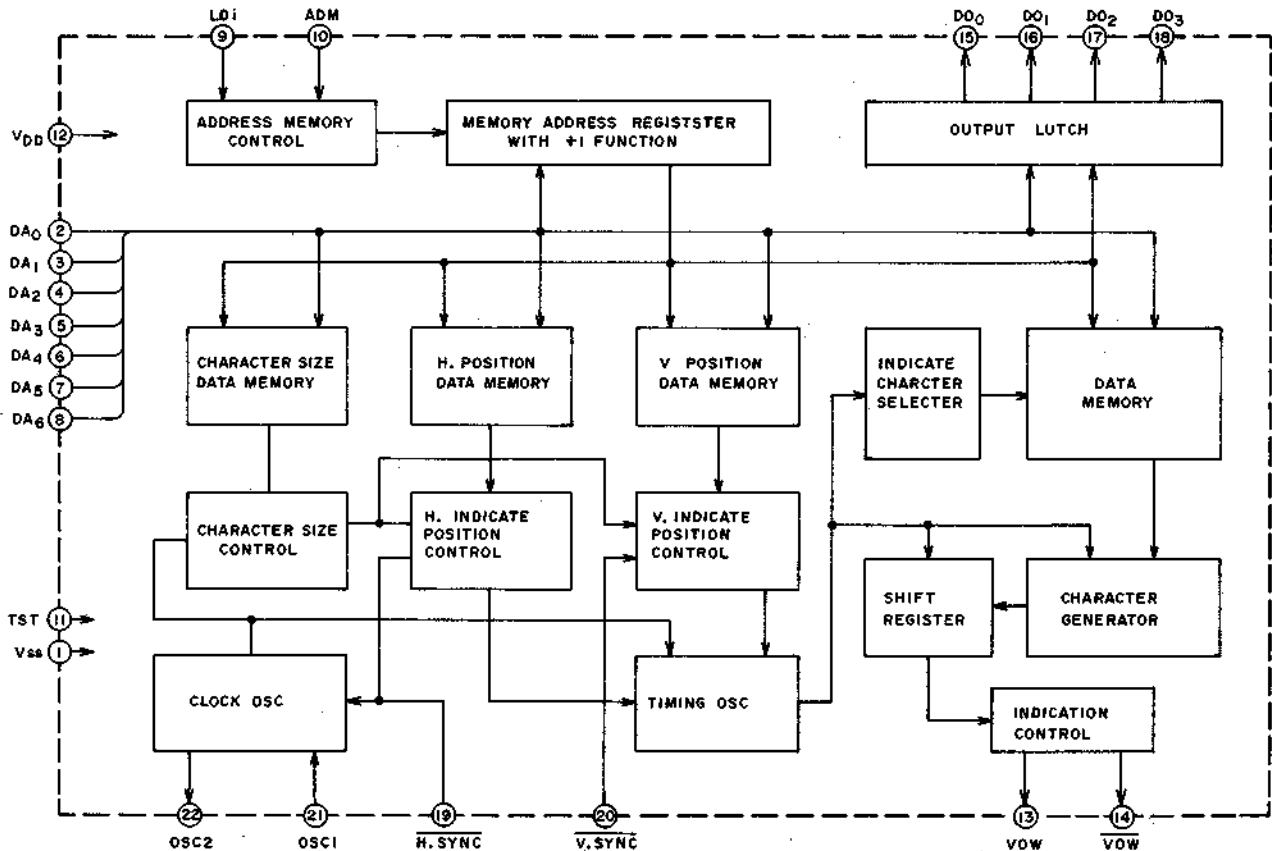 LDi ADM DO0 DO1 DO2 DO3
9 10 15 16 17 18
ADDRESS MEMORY
CONTROL
MEMORY ADDRESS REGISTSTER
WITH +1 FUNCTION
OUTPUT LUTCH
VDD 12
DA0 2
DA1 3
DA2 4
DA3 5
DA4 6
DA5 7
DA6 8
CHARACTER SIZE
DATA MEMORY
H. POSITION
DATA MEMORY
V POSITION
DATA MEMORY
INDICATE
CHARCTER
SELECTER
DATA
MEMORY
CHARACTER SIZE
CONTROL
H. INDICATE
POSITION
CONTROL
V. INDICATE
POSITION
CONTROL
SHIFT
REGISTER
CHARACTER
GENERATOR
TST 11
Vss 1
CLOCK OSC
TIMING OSC
INDICATION
CONTROL
22 21 19 20 13 14
OSC2 OSC1 H.SYNC V.SYNC VOW VOW